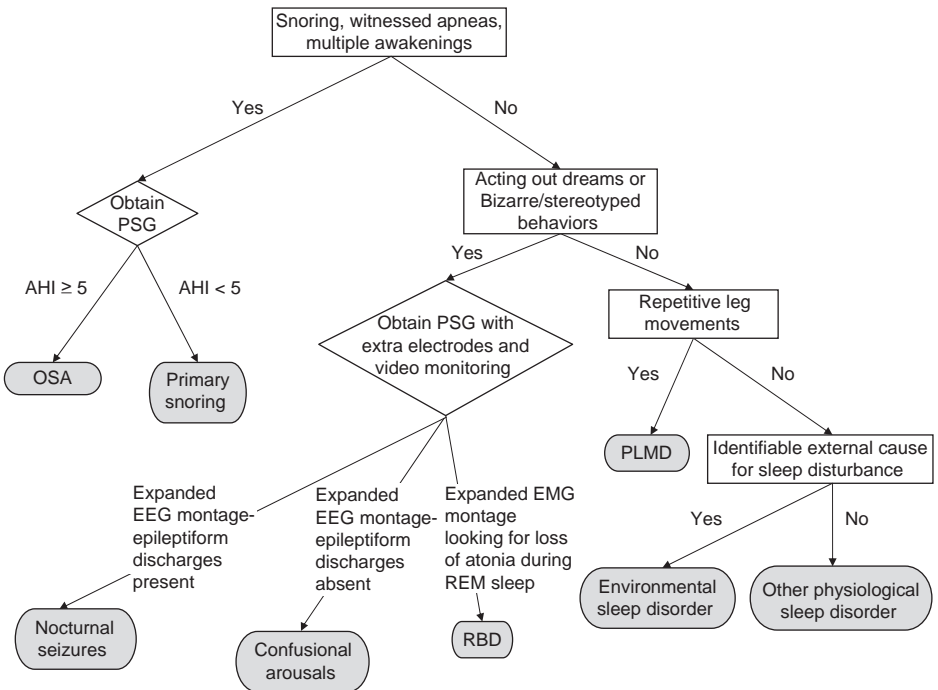 Snoring, witnessed apneas,
multiple awakenings
Yes
No
Obtain
PSG
Acting out dreams or
Bizarre/stereotyped
behaviors
AHI ≥ 5
AHI < 5
Yes
No
OSA
Primary
snoring
Obtain PSG with
extra electrodes and
video monitoring
Repetitive leg
movements
Yes
No
PLMD
Identifiable external cause
for sleep disturbance
Expanded
EEG montage-
epileptiform
discharges
present
Expanded
EEG montage-
epileptiform
discharges
absent
Expanded EMG
montage
looking for loss
of atonia during
REM sleep
Yes
No
Nocturnal
seizures
Confusional
arousals
RBD
Environmental
sleep disorder
Other physiological
sleep disorder